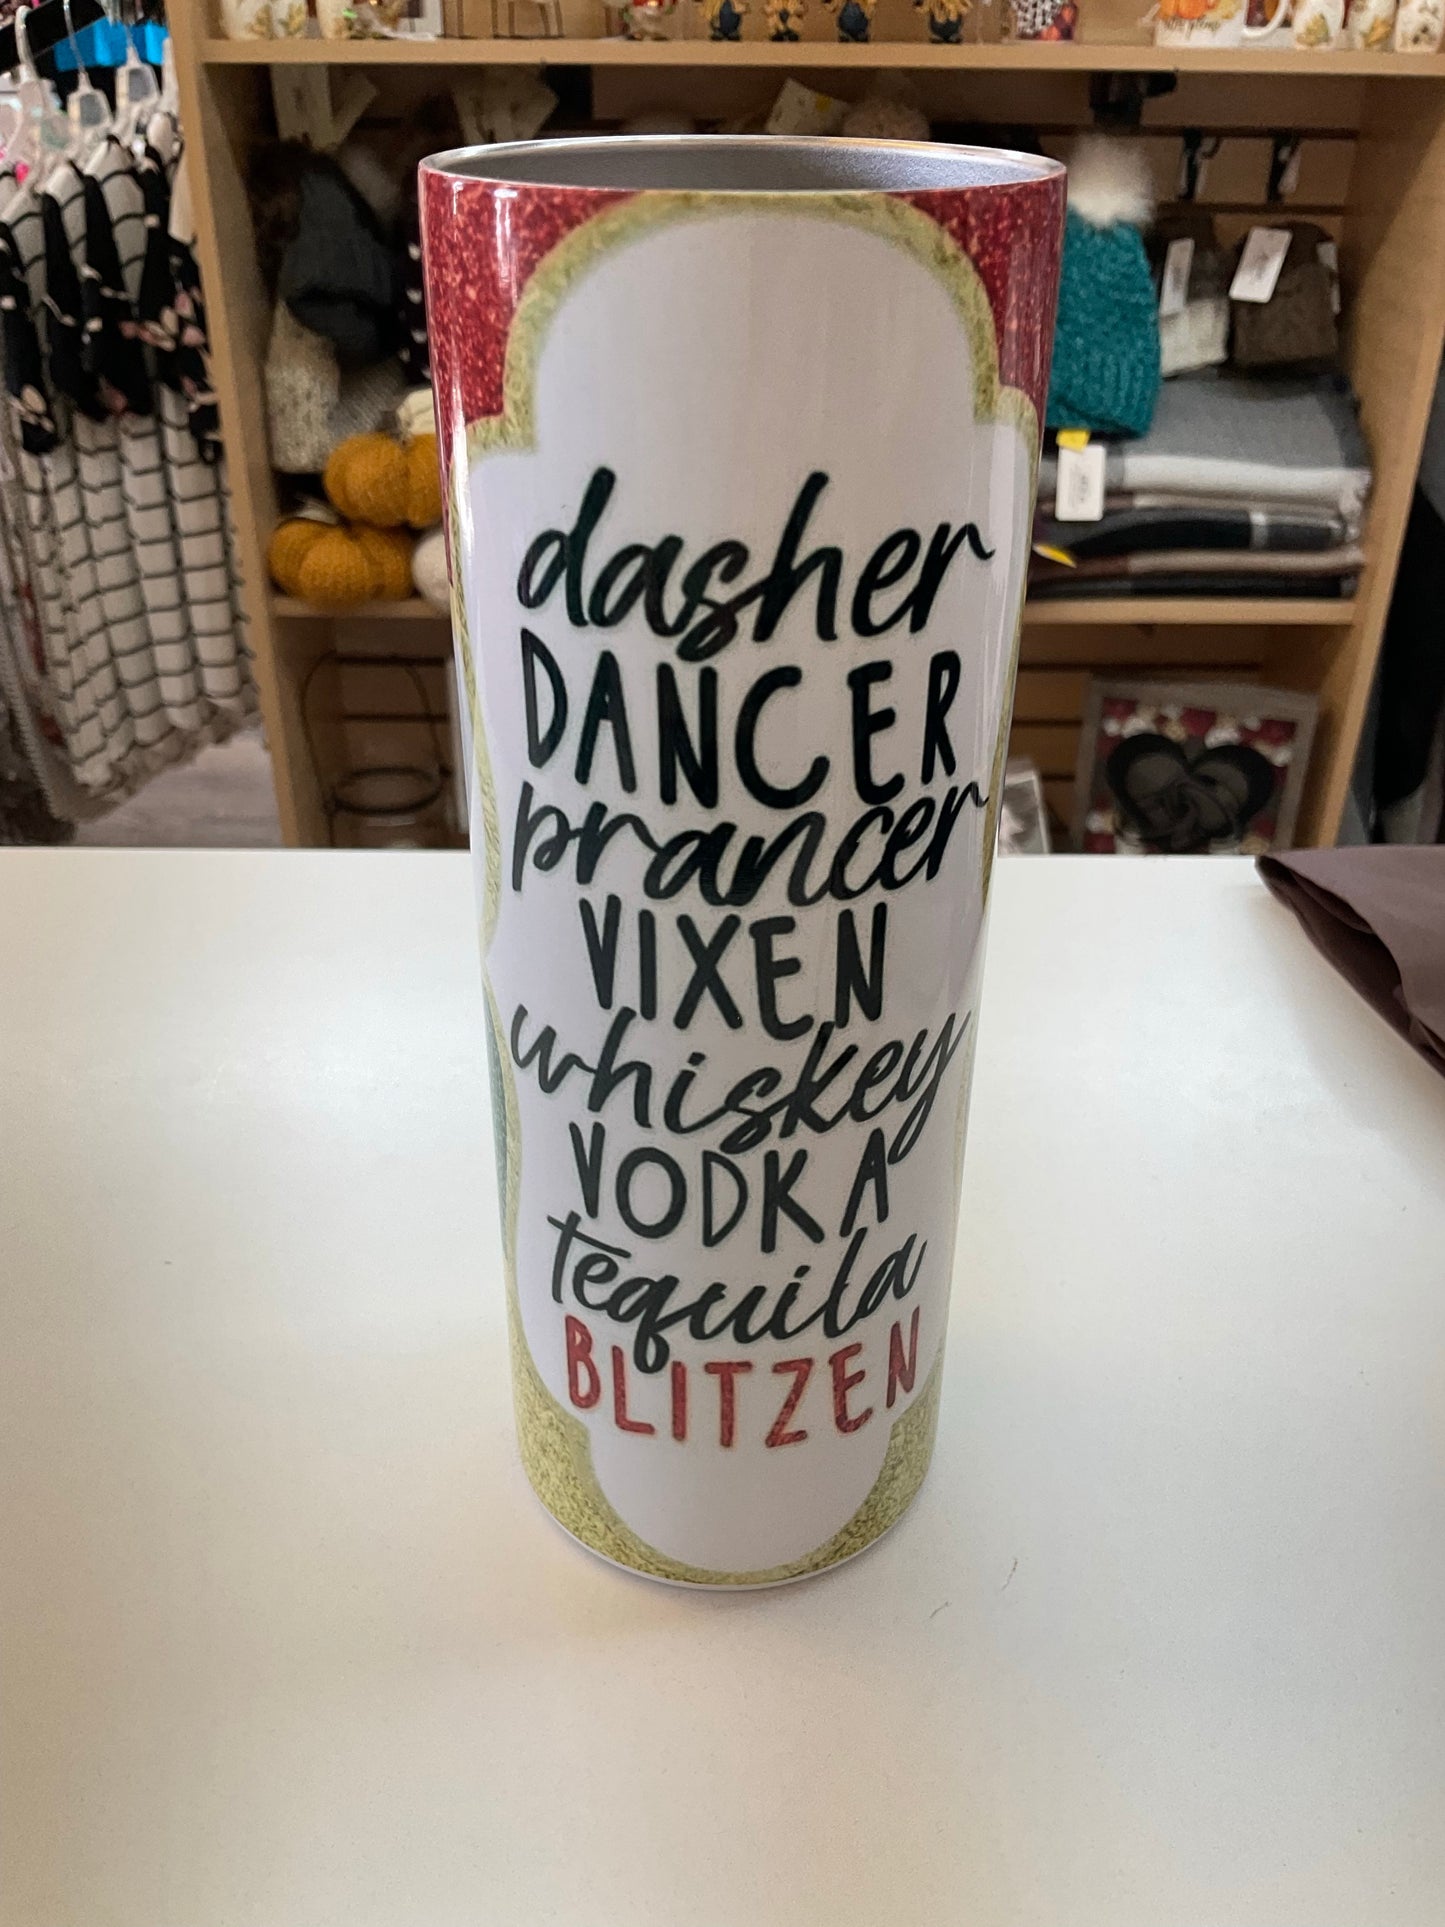 dasher
DANCER
prancer
VIXEN
whiskey
VODKA
tequila
BLITZEN